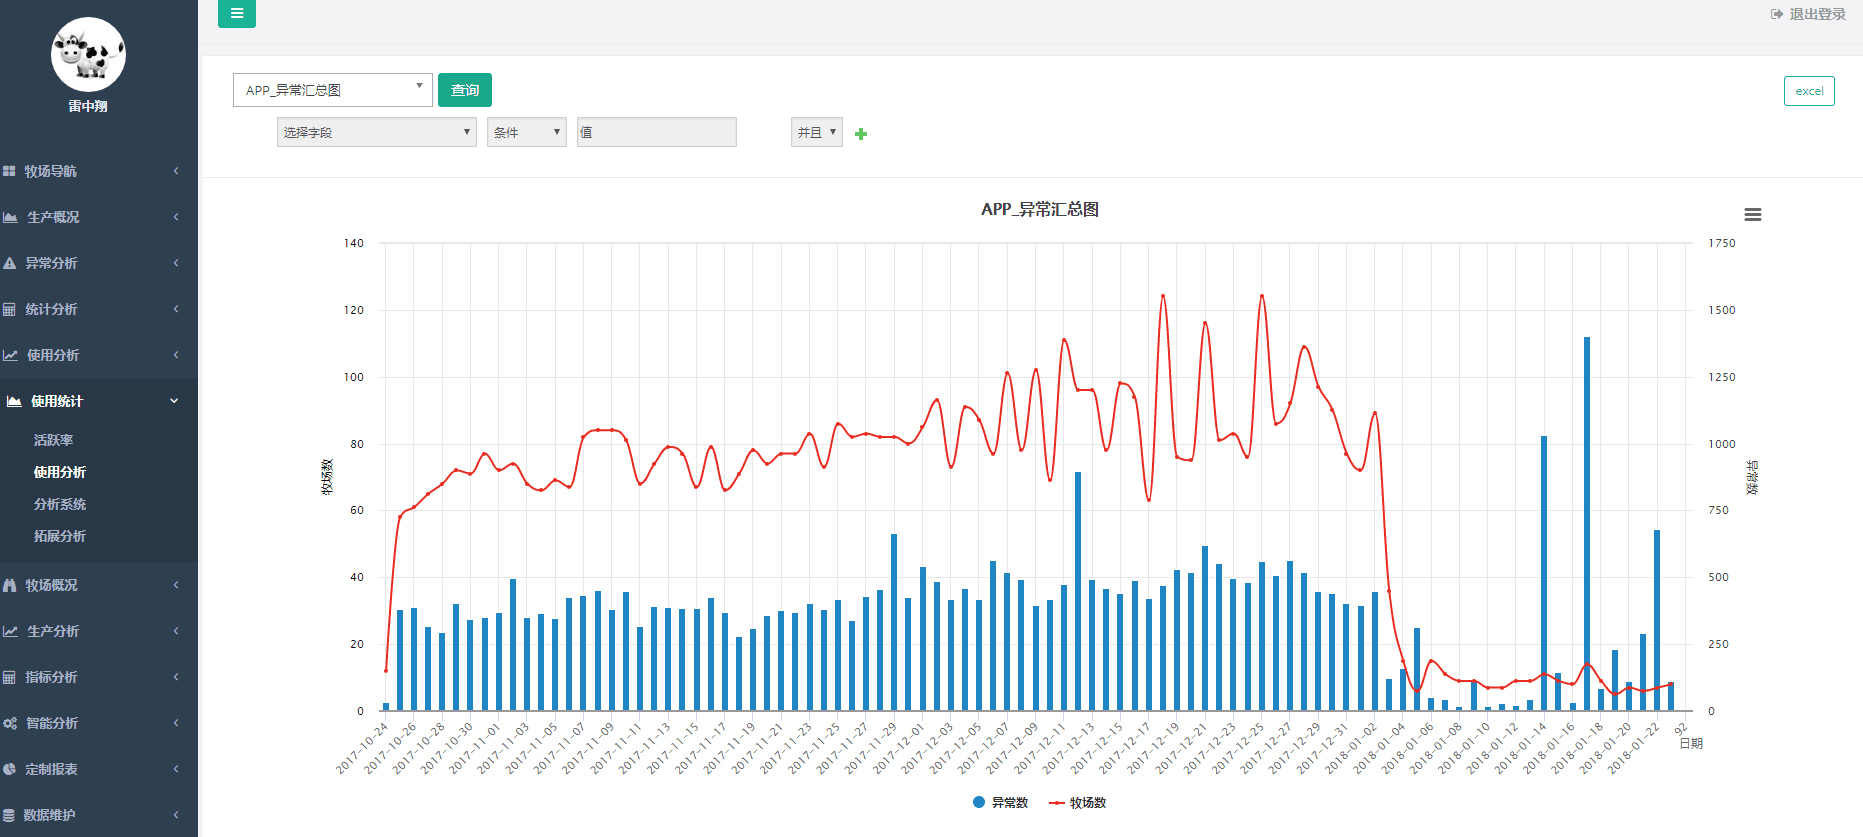 雷中翔
牧场导航
生产概况
异常分析
统计分析
使用分析
使用统计
活跃率
使用分析
分析系统
拓展分析
牧场概况
生产分析
指标分析
智能分析
定制报表
数据维护
退出登录
APP_异常汇总图
查询
excel
选择字段
条件
值
并且
APP_异常汇总图
140
120
100
80
60
40
20
0
牧场数
1750
1500
1250
1000
750
500
250
0
异常数
2017-10-24
2017-10-26
2017-10-28
2017-10-30
2017-11-01
2017-11-03
2017-11-05
2017-11-07
2017-11-09
2017-11-11
2017-11-13
2017-11-15
2017-11-17
2017-11-19
2017-11-21
2017-11-23
2017-11-25
2017-11-27
2017-11-29
2017-12-01
2017-12-03
2017-12-05
2017-12-07
2017-12-09
2017-12-11
2017-12-13
2017-12-15
2017-12-17
2017-12-19
2017-12-21
2017-12-23
2017-12-25
2017-12-27
2017-12-29
2017-12-31
2018-01-02
2018-01-04
2018-01-06
2018-01-08
2018-01-10
2018-01-12
2018-01-14
2018-01-16
2018-01-18
2018-01-20
2018-01-22
92
日期
异常数
牧场数